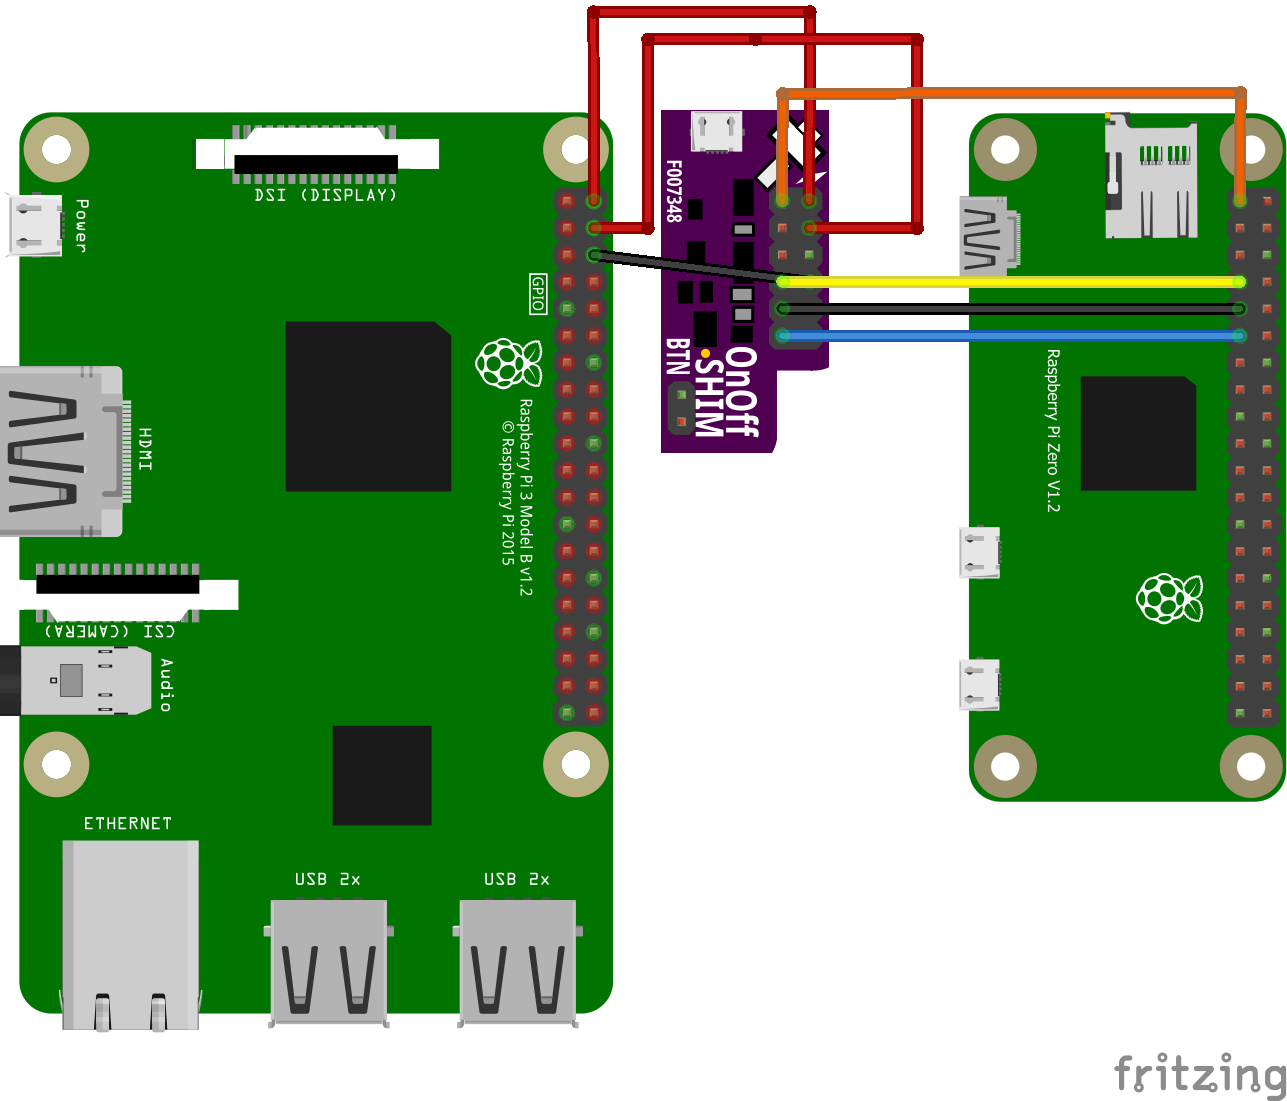 DSI (DISPLAY)
Power
GPIO
HDMI
Raspberry Pi 3 Model B v1.2
© Raspberry Pi 2015
CSI (CAMERA)
Audio
ETHERNET
USB 2x
USB 2x
F007348
BTN
OnOff
SHIM
Raspberry Pi Zero V1.2
fritzing